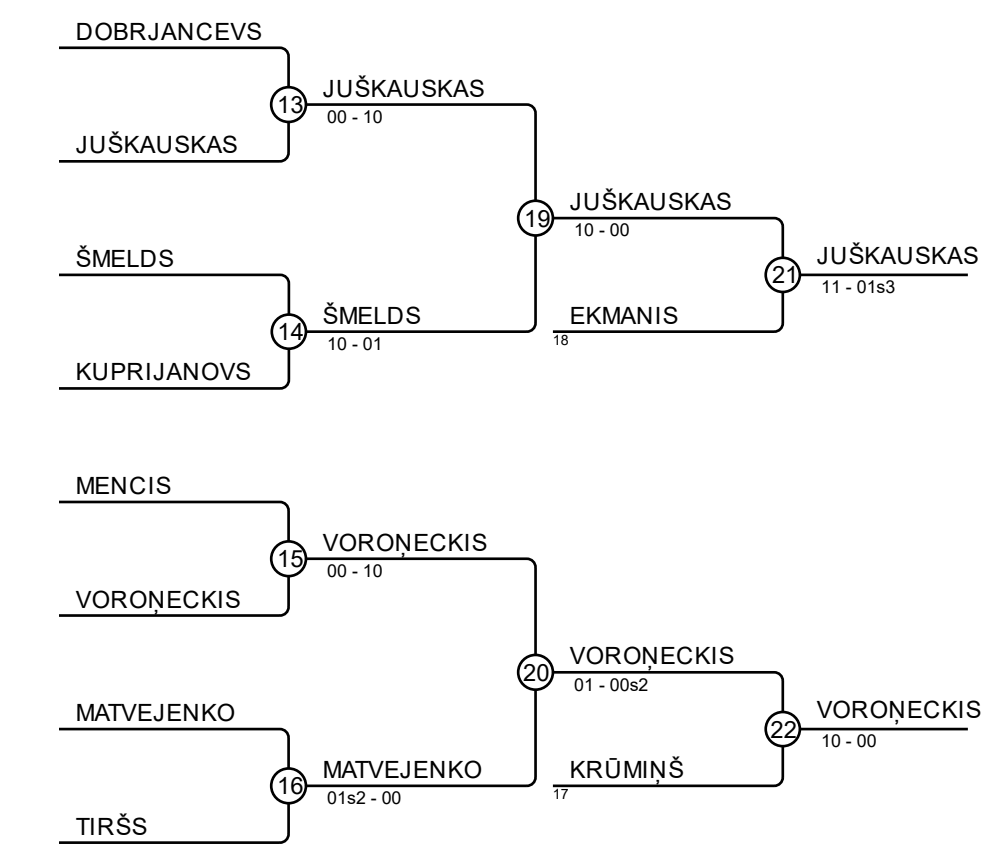 DOBRJANCEVS
13
JUŠKAUSKAS
00 - 10
JUŠKAUSKAS
19
JUŠKAUSKAS
10 - 00
ŠMELDS
21
JUŠKAUSKAS
11 - 01s3
14
ŠMELDS
10 - 01
EKMANIS
18
KUPRIJANOVS
MENCIS
15
VOROŅECKIS
00 - 10
VOROŅECKIS
20
VOROŅECKIS
01 - 00s2
MATVEJENKO
22
VOROŅECKIS
10 - 00
16
MATVEJENKO
01s2 - 00
KRŪMIŅŠ
17
TIRŠS